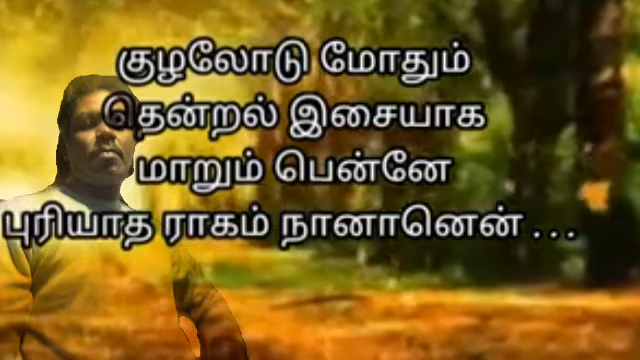 குழலோடு மோதும்
தென்றல் இசையாக
மாறும் பென்னே
புரியாத ராகம் நானானென் . . .